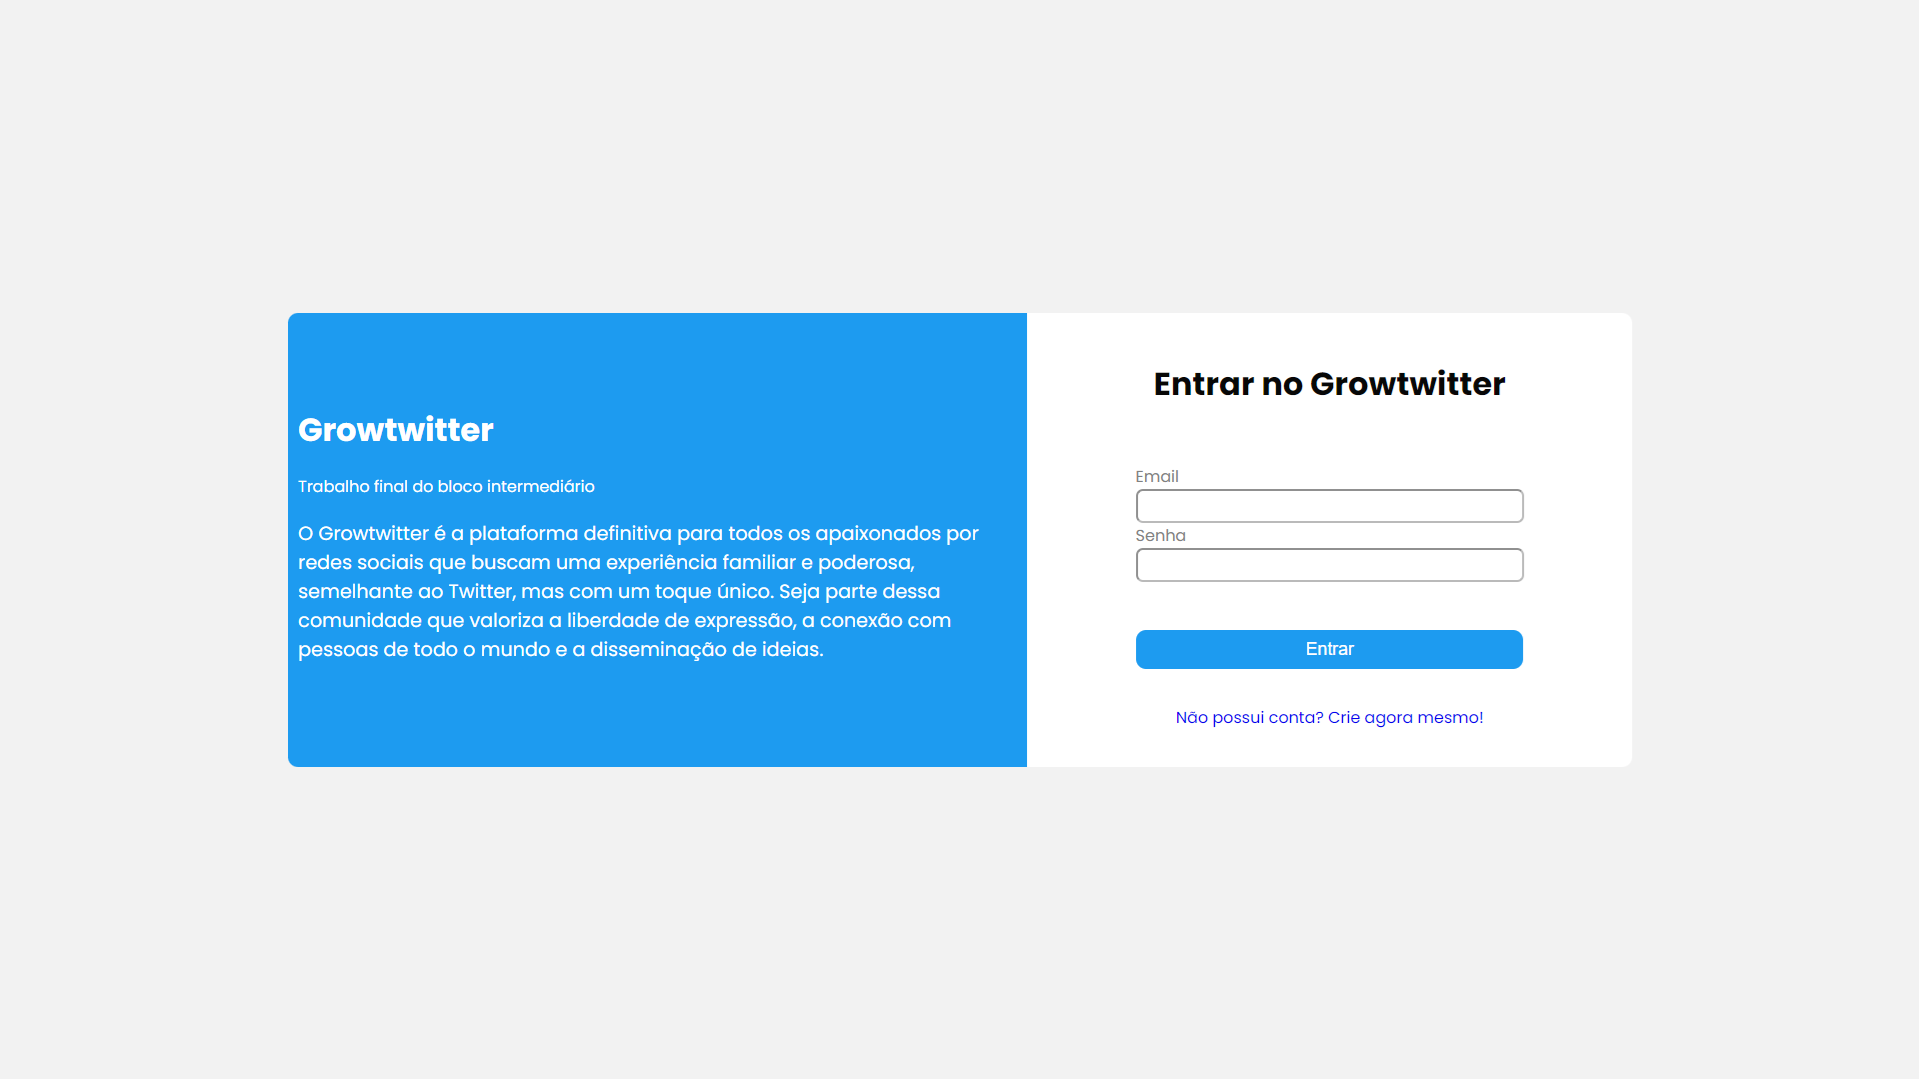 Growtwitter
Trabalho final do bloco intermediário
O Growtwitter é a plataforma definitiva para todos os apaixonados por
redes sociais que buscam uma experiência familiar e poderosa,
semelhante ao Twitter, mas com um toque único. Seja parte dessa
comunidade que valoriza a liberdade de expressão, a conexão com
pessoas de todo o mundo e a disseminação de ideias.
Entrar no Growtwitter
Email
Senha
Entrar
Não possui conta? Crie agora mesmo!